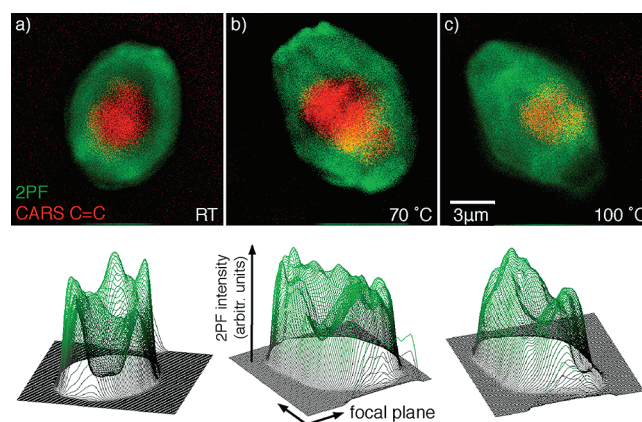 a)
b)
c)
2PF
CARS C=C
RT
70 ˚C
3µm
100 ˚C
2PF intensity
(arbitr. units)
focal plane